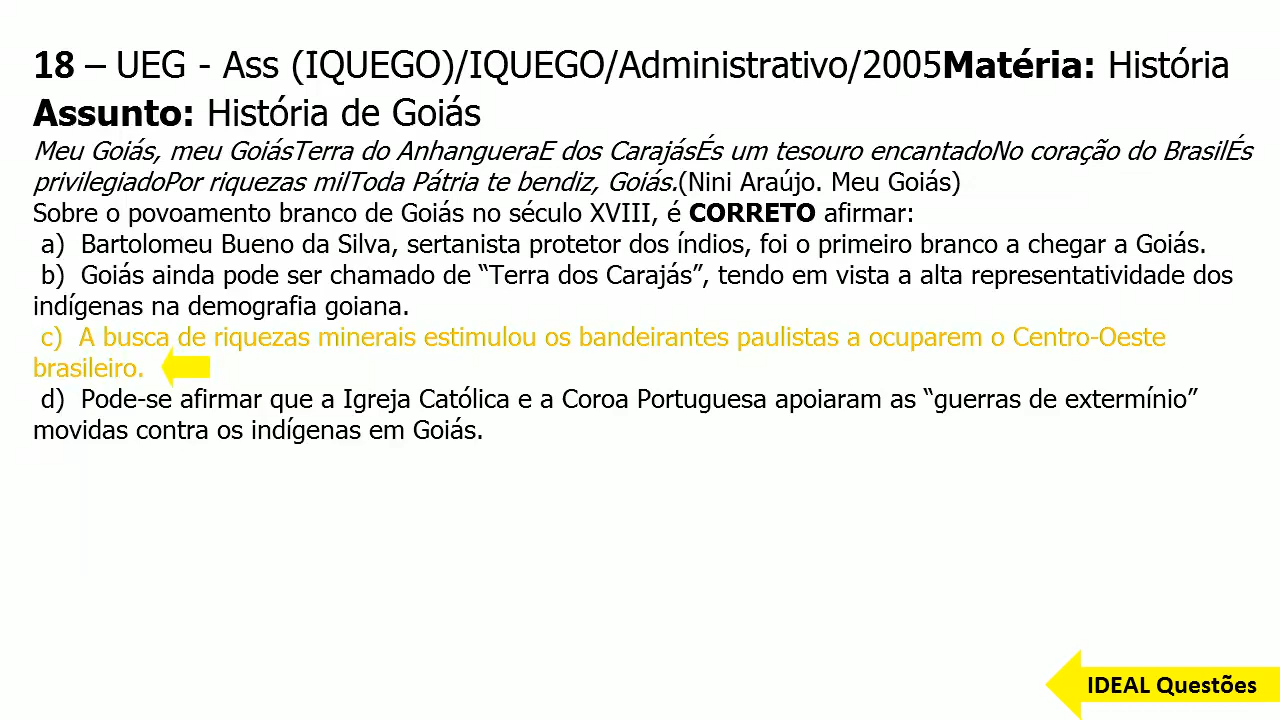 18 – UEG - Ass (IQUEGO)/IQUEGO/Administrativo/2005Matéria: História
Assunto: História de Goiás
Meu Goiás, meu GoiásTerra do AnhangueraE dos CarajásÉs um tesouro encantadoNo coração do BrasilÉs
privilegiadoPor riquezas milToda Pátria te bendiz, Goiás.(Nini Araújo. Meu Goiás)
Sobre o povoamento branco de Goiás no século XVIII, é CORRETO afirmar:
a) Bartolomeu Bueno da Silva, sertanista protetor dos índios, foi o primeiro branco a chegar a Goiás.
b) Goiás ainda pode ser chamado de “Terra dos Carajás”, tendo em vista a alta representatividade dos
indígenas na demografia goiana.
c) A busca de riquezas minerais estimulou os bandeirantes paulistas a ocuparem o Centro-Oeste
brasileiro.
d) Pode-se afirmar que a Igreja Católica e a Coroa Portuguesa apoiaram as “guerras de extermínio”
movidas contra os indígenas em Goiás.
IDEAL Questões